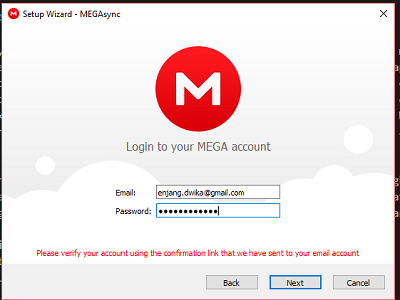 Setup Wizard - MEGAsync
M
Login to your MEGA account
Email: enjang.dwika@gmail.com
Password: ●●●●●●●●●●●●
Please verify your account using the confirmation link that we have sent to your email account
Back Next Cancel